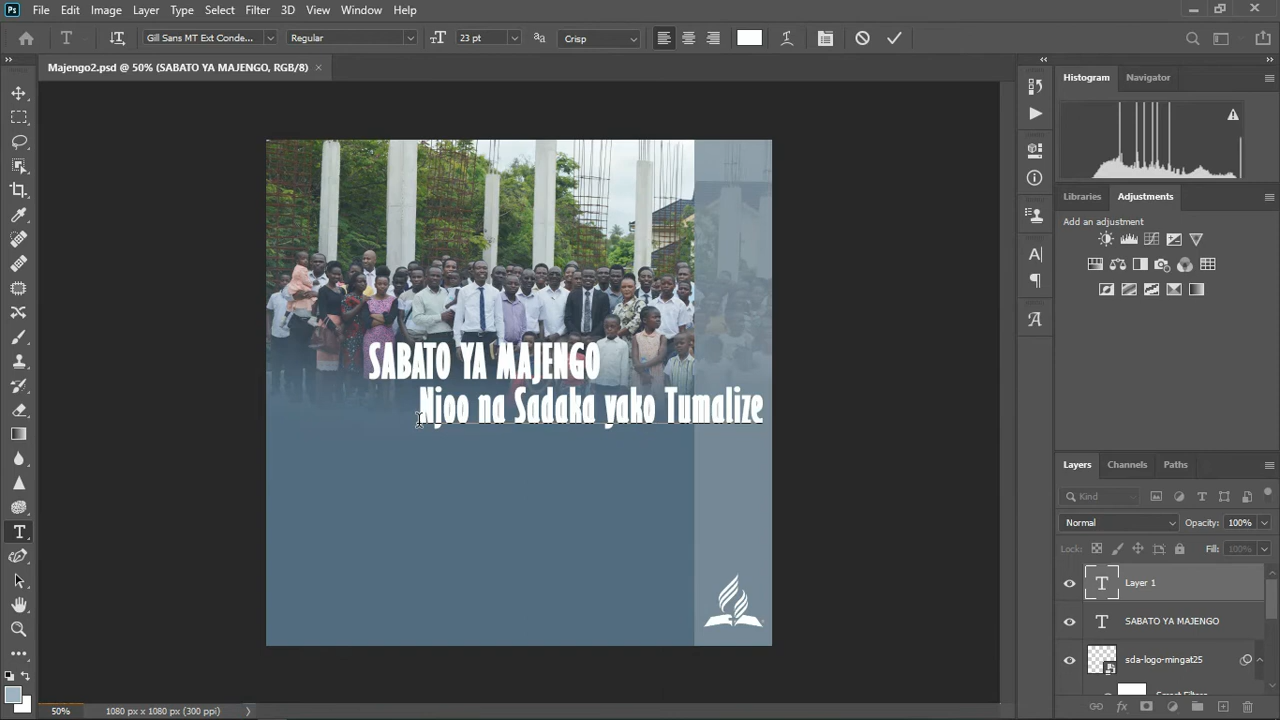 Ps File Edit Image Layer Type Select Filter 3D View Window Help
Gill Sans MT Ext Conde... Regular 23 pt Crisp
Majengo2.psd @ 50% (SABATO YA MAJENGO, RGB/8)
Histogram Navigator
Libraries Adjustments
Add an adjustment
SABATO YA MAJENGO
Njoo na Sadaka yako Tumalize
Layers Channels Paths
Kind
Normal Opacity: 100%
Lock: Fill: 100%
Layer 1
SABATO YA MAJENGO
sda-logo-mingat25
50% 1080 px x 1080 px (300 ppi)